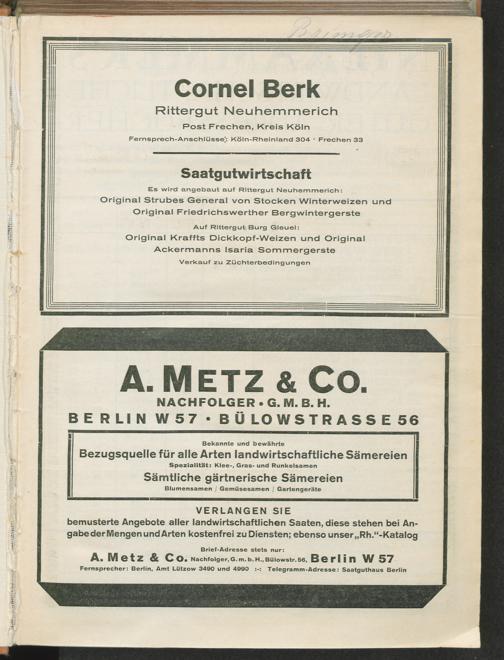 Cornel Berk
Rittergut Neuhemmerich
Post Frechen, Kreis Köln
Fernsprech-Anschlüsse: Köln-Rheinland 304 · Frechen 33
Saatgutwirtschaft
Es wird angebaut auf Rittergut Neuhemmerich:
Original Strubes General von Stocken Winterweizen und
Original Friedrichswerther Bergwintergerste
Auf Rittergut Burg Gleuel:
Original Kraffts Dickkopf-Weizen und Original
Ackermanns Isaria Sommergerste
Verkauf zu Züchterbedingungen
A. METZ & CO.
NACHFOLGER · G. M. B. H.
BERLIN W 57 · BÜLOWSTRASSE 56
Bekannte und bewährte
Bezugsquelle für alle Arten landwirtschaftliche Sämereien
Spezialität: Klee-, Gras- und Runkelsamen
Sämtliche gärtnerische Sämereien
Blumensamen / Gemüsesamen / Gartengeräte
VERLANGEN SIE
bemusterte Angebote aller landwirtschaftlichen Saaten, diese stehen bei An-
gabe der Mengen und Arten kostenfrei zu Diensten; ebenso unser „Rh.“-Katalog
Brief-Adresse stets nur:
A. Metz & Co. Nachfolger, G. m. b. H., Bülowstr. 56, Berlin W 57
Fernsprecher: Berlin, Amt Lützow 3490 und 4990 :-: Telegramm-Adresse: Saatguthaus Berlin